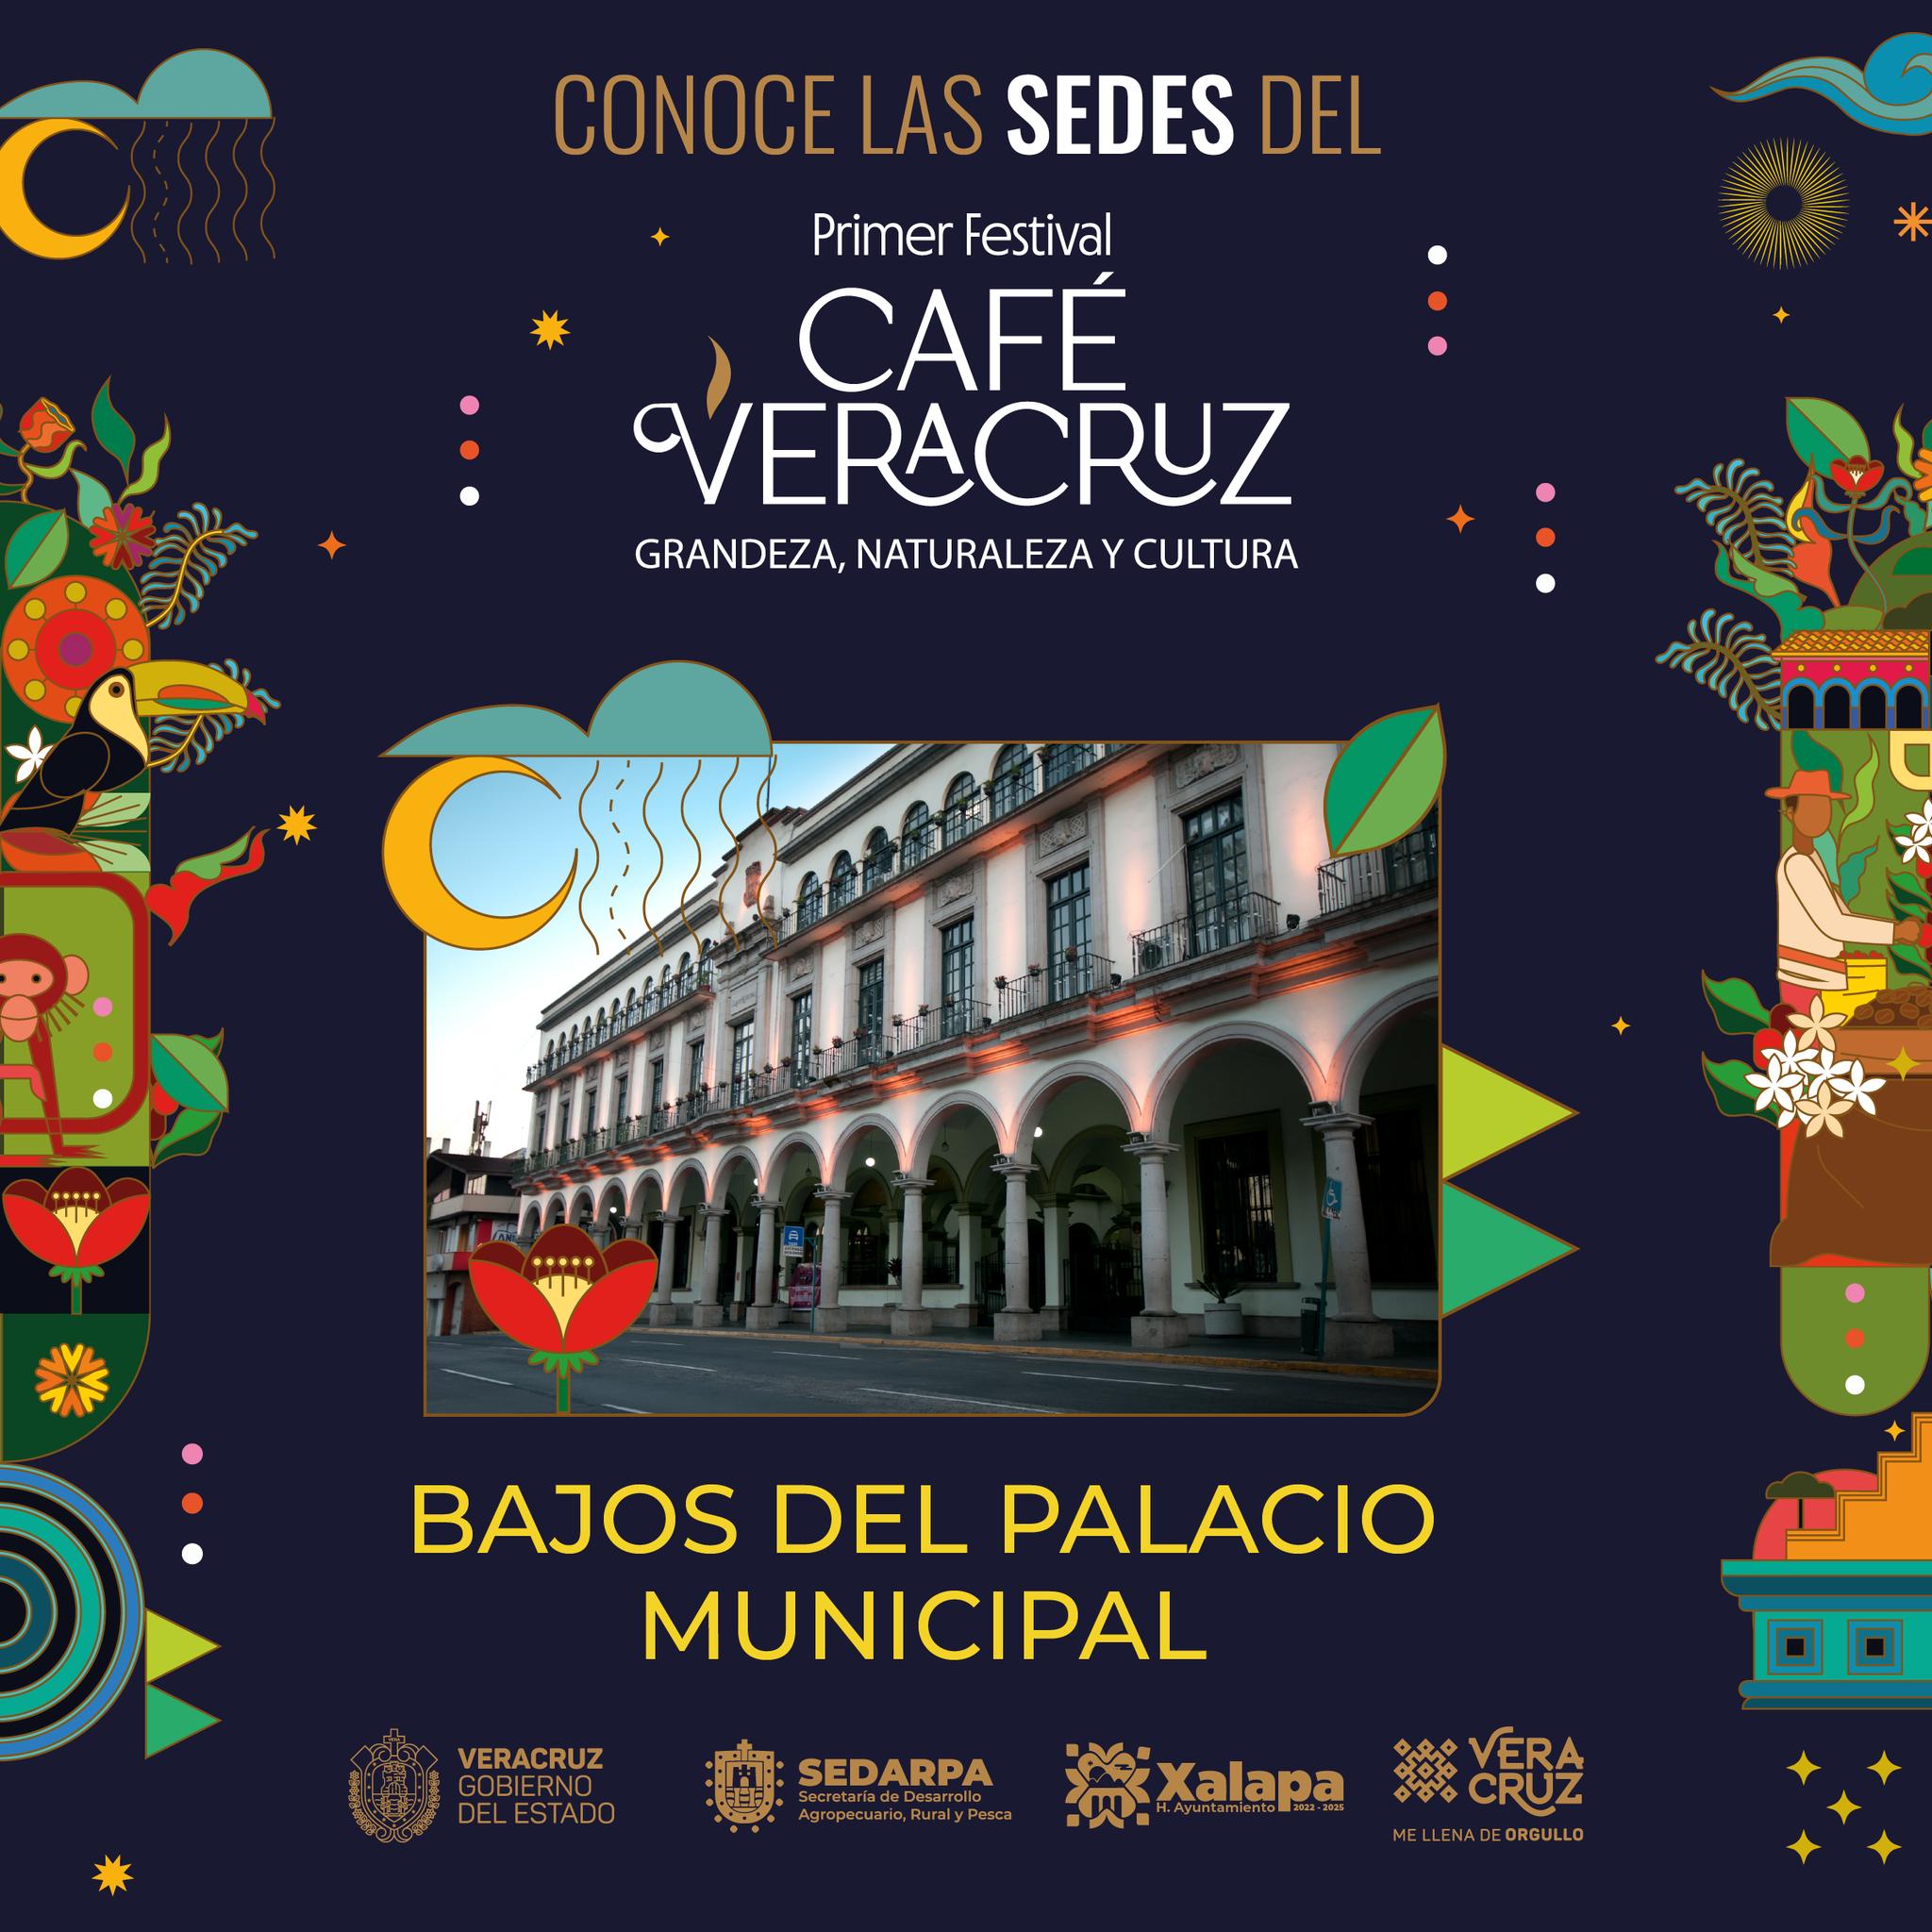 CONOCE LAS SEDES DEL
Primer Festival
CAFÉ
VERACRUZ
GRANDEZA, NATURALEZA Y CULTURA
BAJOS DEL PALACIO
MUNICIPAL
VERACRUZ
GOBIERNO
DEL ESTADO
SEDARPA
Secretaría de Desarrollo
Agropecuario, Rural y Pesca
Xalapa
H. Ayuntamiento 2022 - 2025
VERA
CRUZ
ME LLENA DE ORGULLO